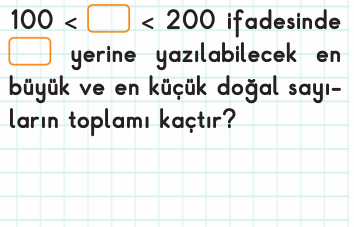 100 < < 200 ifadesinde
yerine yazılabilecek en
büyük ve en küçük doğal sayı-
ların toplamı kaçtır?